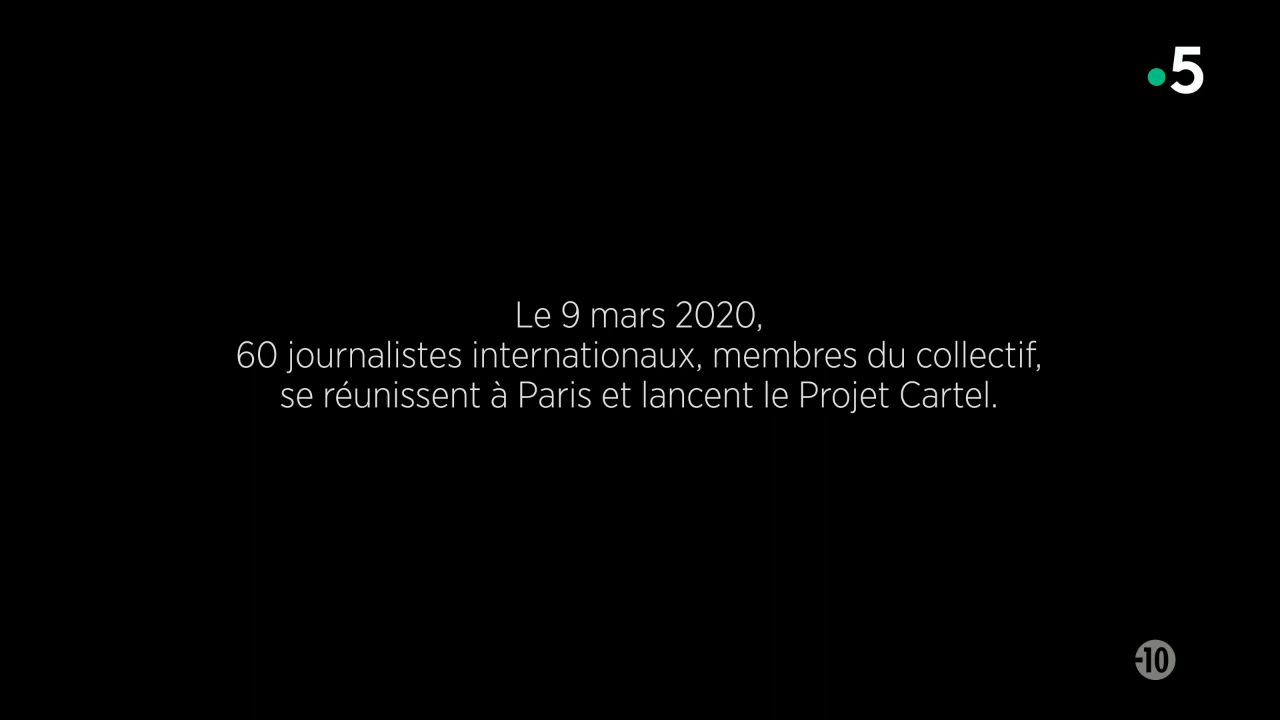 5
Le 9 mars 2020,
60 journalistes internationaux, membres du collectif,
se réunissent à Paris et lancent le Projet Cartel.
-10